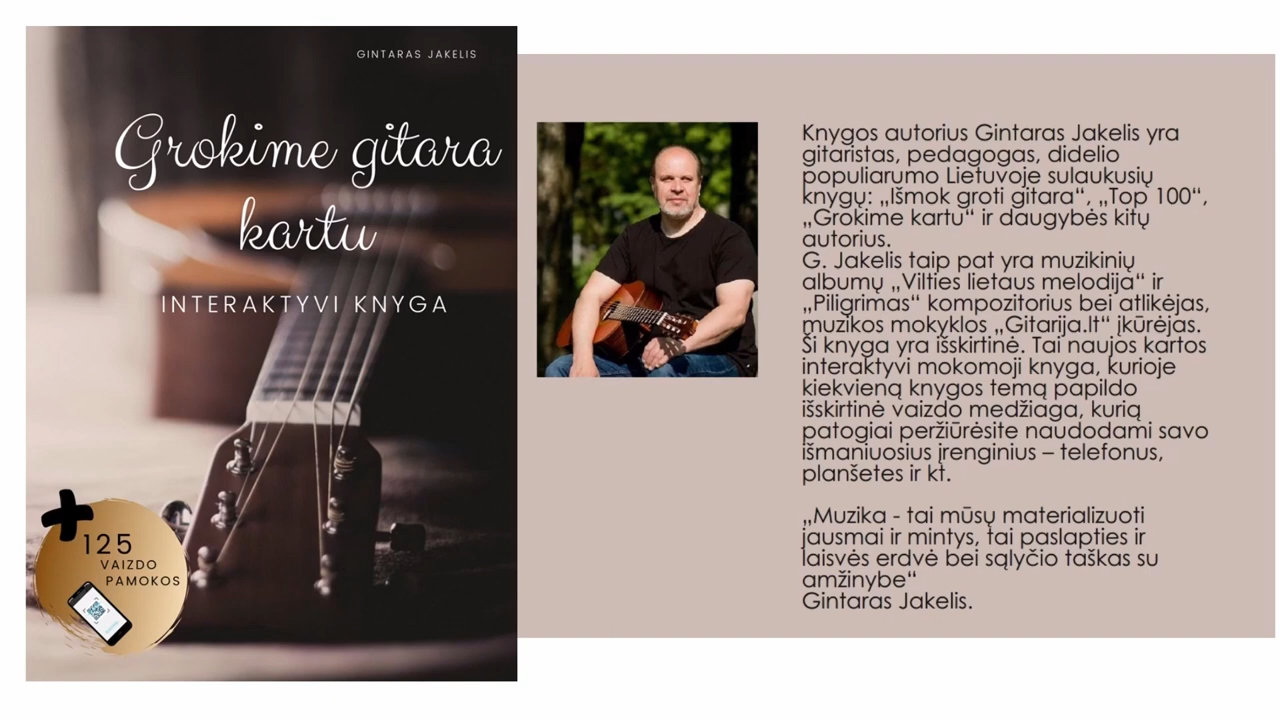 GINTARAS JAKELIS
Grokime gitara
kartu
INTERAKTYVI KNYGA
125
VAIZDO
PAMOKOS
Knygos autorius Gintaras Jakelis yra
gitaristas, pedagogas, didelio
populiarumo Lietuvoje sulaukusių
knygų: „Išmok groti gitara“, „Top 100“,
„Grokime kartu“ ir daugybės kitų
autorius.
G. Jakelis taip pat yra muzikinių
albumų „Vilties lietaus melodija“ ir
„Piligrimas“ kompozitorius bei atlikėjas,
muzikos mokyklos „Gitarija.lt“ įkūrėjas.
Ši knyga yra išskirtinė. Tai naujos kartos
interaktyvi mokomoji knyga, kurioje
kiekvieną knygos temą papildo
išskirtinė vaizdo medžiaga, kurią
patogiai peržiūrėsite naudodami savo
išmaniuosius įrenginius – telefonus,
planšetes ir kt.
„Muzika - tai mūsų materializuoti
jausmai ir mintys, tai paslapties ir
laisvės erdvė bei sąlyčio taškas su
amžinybe“
Gintaras Jakelis.